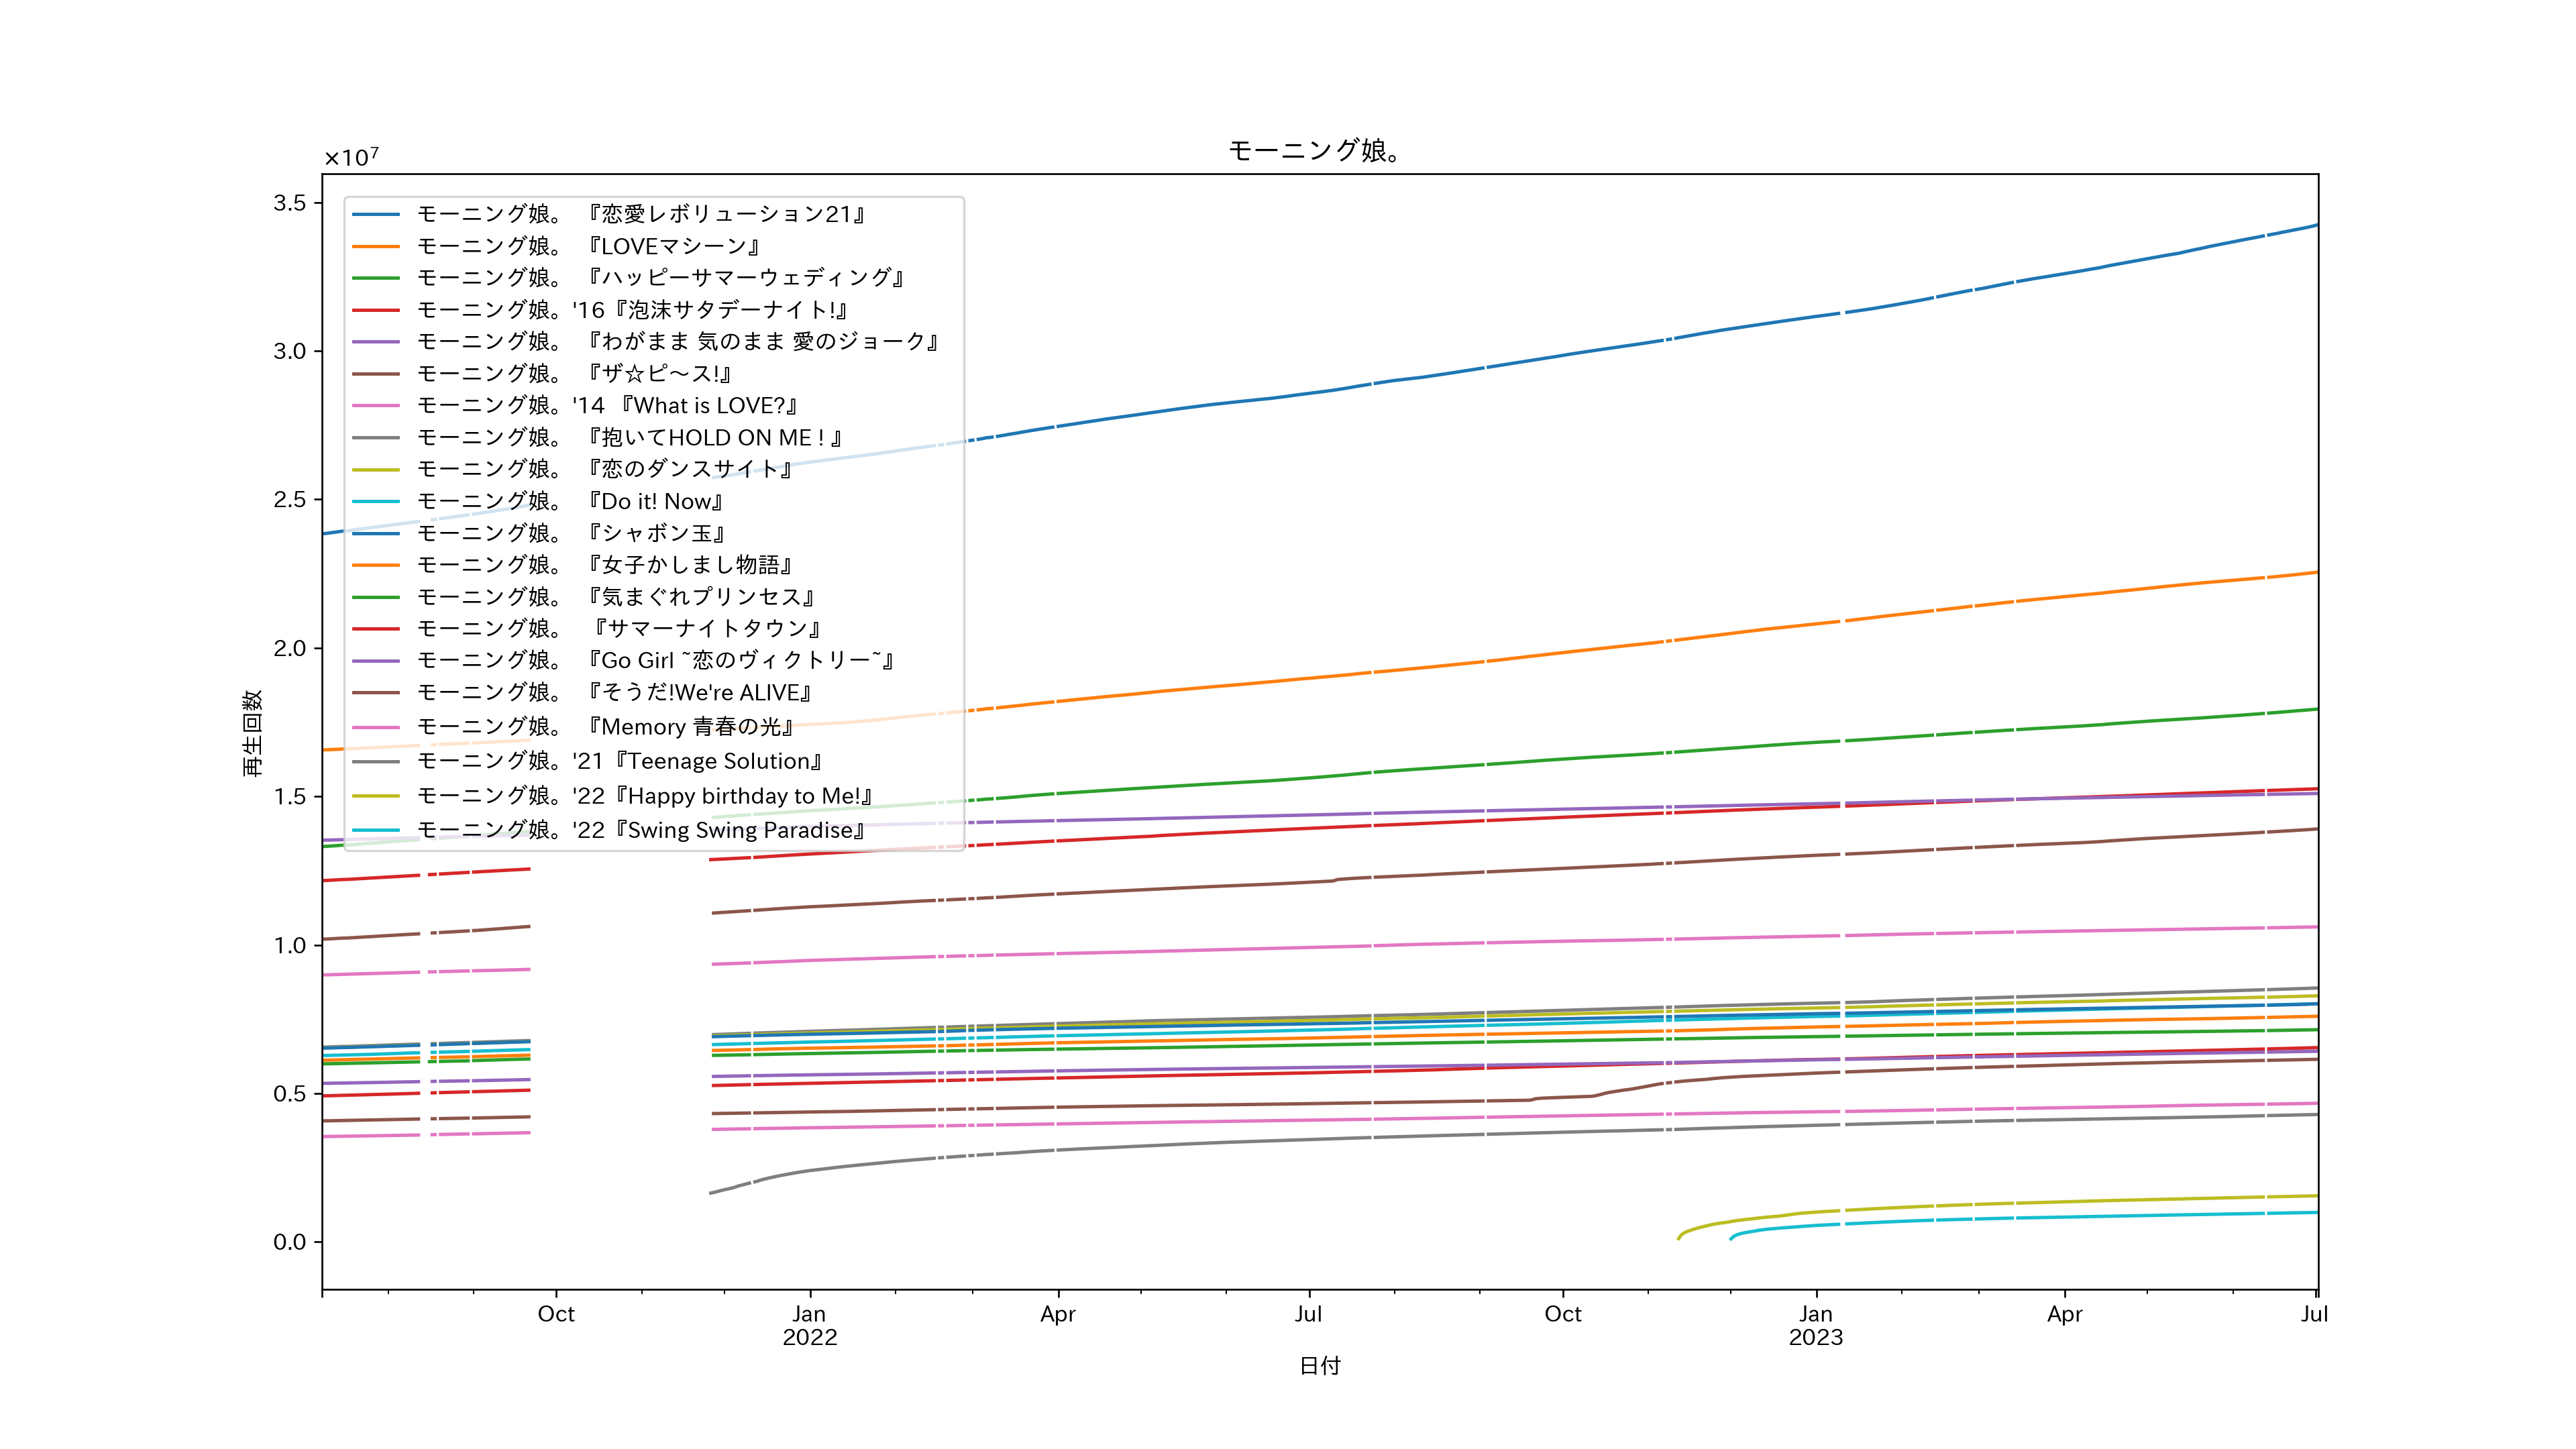 モーニング娘。
×10⁷
3.5
3.0
2.5
2.0
1.5
1.0
0.5
0.0
再生回数
モーニング娘。 『恋愛レボリューション21』
モーニング娘。 『LOVEマシーン』
モーニング娘。 『ハッピーサマーウェディング』
モーニング娘。'16『泡沫サタデーナイト!』
モーニング娘。 『わがまま 気のまま 愛のジョーク』
モーニング娘。 『ザ☆ピ〜ス!』
モーニング娘。'14 『What is LOVE?』
モーニング娘。 『抱いてHOLD ON ME ! 』
モーニング娘。 『恋のダンスサイト』
モーニング娘。 『Do it! Now』
モーニング娘。 『シャボン玉』
モーニング娘。 『女子かしまし物語』
モーニング娘。 『気まぐれプリンセス』
モーニング娘。 『サマーナイトタウン』
モーニング娘。 『Go Girl ~恋のヴィクトリー~』
モーニング娘。 『そうだ!We're ALIVE』
モーニング娘。 『Memory 青春の光』
モーニング娘。'21『Teenage Solution』
モーニング娘。'22『Happy birthday to Me!』
モーニング娘。'22『Swing Swing Paradise』
Oct Jan Apr Jul Oct Jan Apr Jul
2022 2023
日付